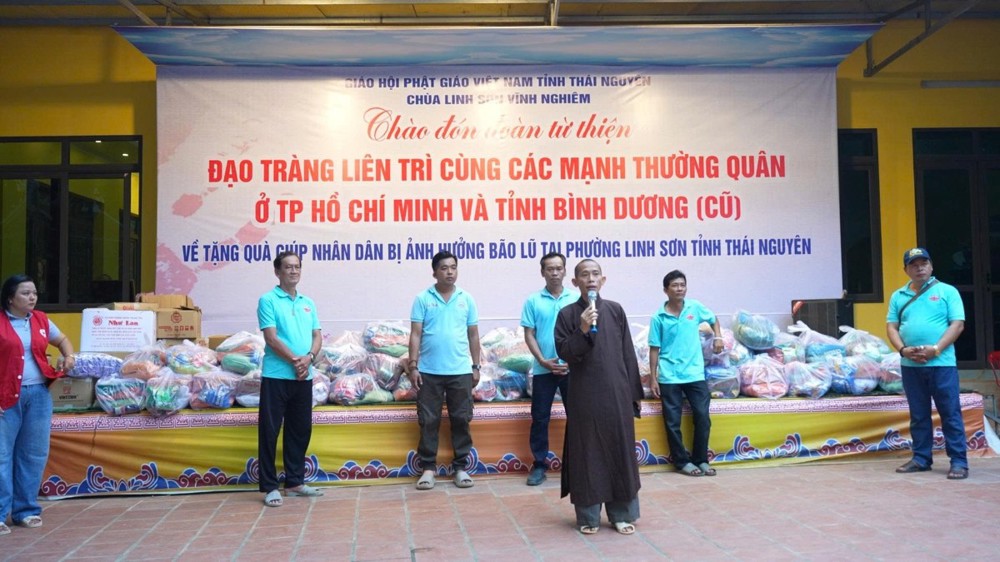 GIÁO HỘI PHẬT GIÁO VIỆT NAM TỈNH THÁI NGUYÊN
CHÙA LINH SƠN VĨNH NGHIÊM
Chào đón đoàn từ thiện
ĐẠO TRÀNG LIÊN TRÌ CÙNG CÁC MẠNH THƯỜNG QUÂN
Ở TP HỒ CHÍ MINH VÀ TỈNH BÌNH DƯƠNG (CŨ)
VỀ TẶNG QUÀ GIÚP NHÂN DÂN BỊ ẢNH HƯỞNG BÃO LŨ TẠI PHƯỜNG LINH SƠN TỈNH THÁI NGUYÊN
Như Lan